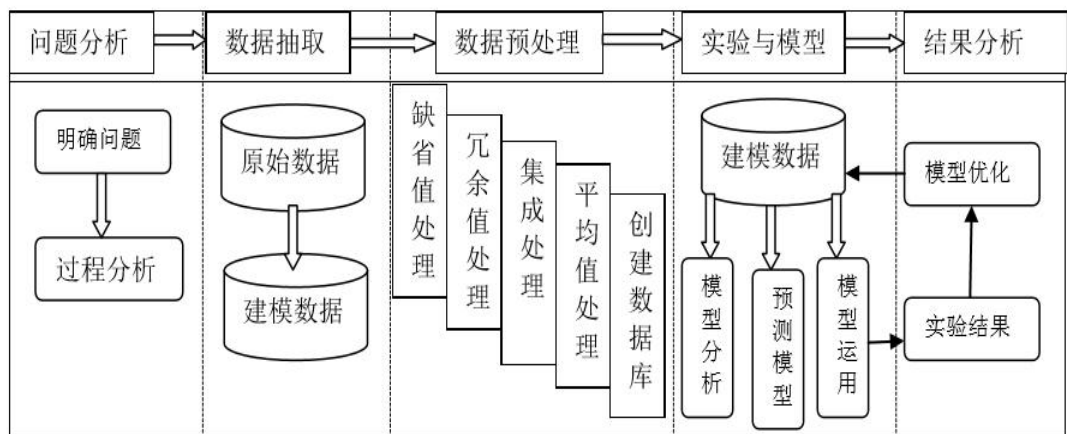 问题分析
数据抽取
数据预处理
实验与模型
结果分析
明确问题
过程分析
原始数据
建模数据
缺省值处理
冗余值处理
集成处理
平均值处理
创建数据库
建模数据
模型分析
预测模型
模型运用
模型优化
实验结果